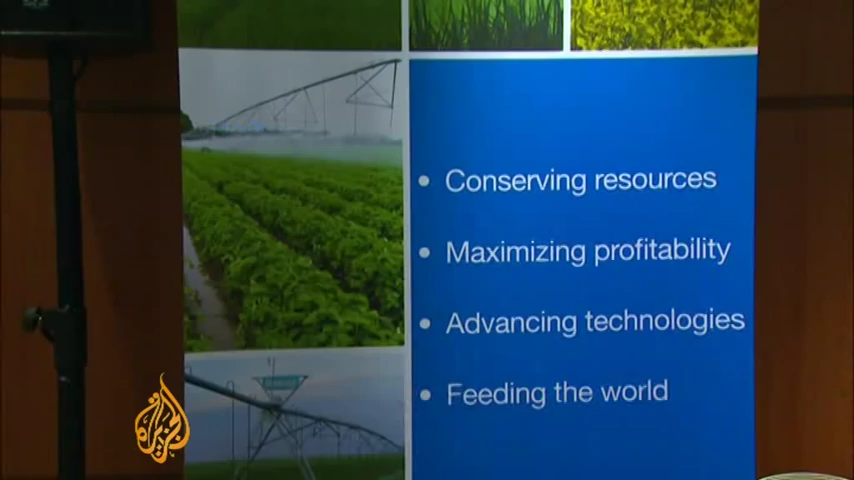 • Conserving resources
• Maximizing profitability
• Advancing technologies
• Feeding the world
الجزيرة